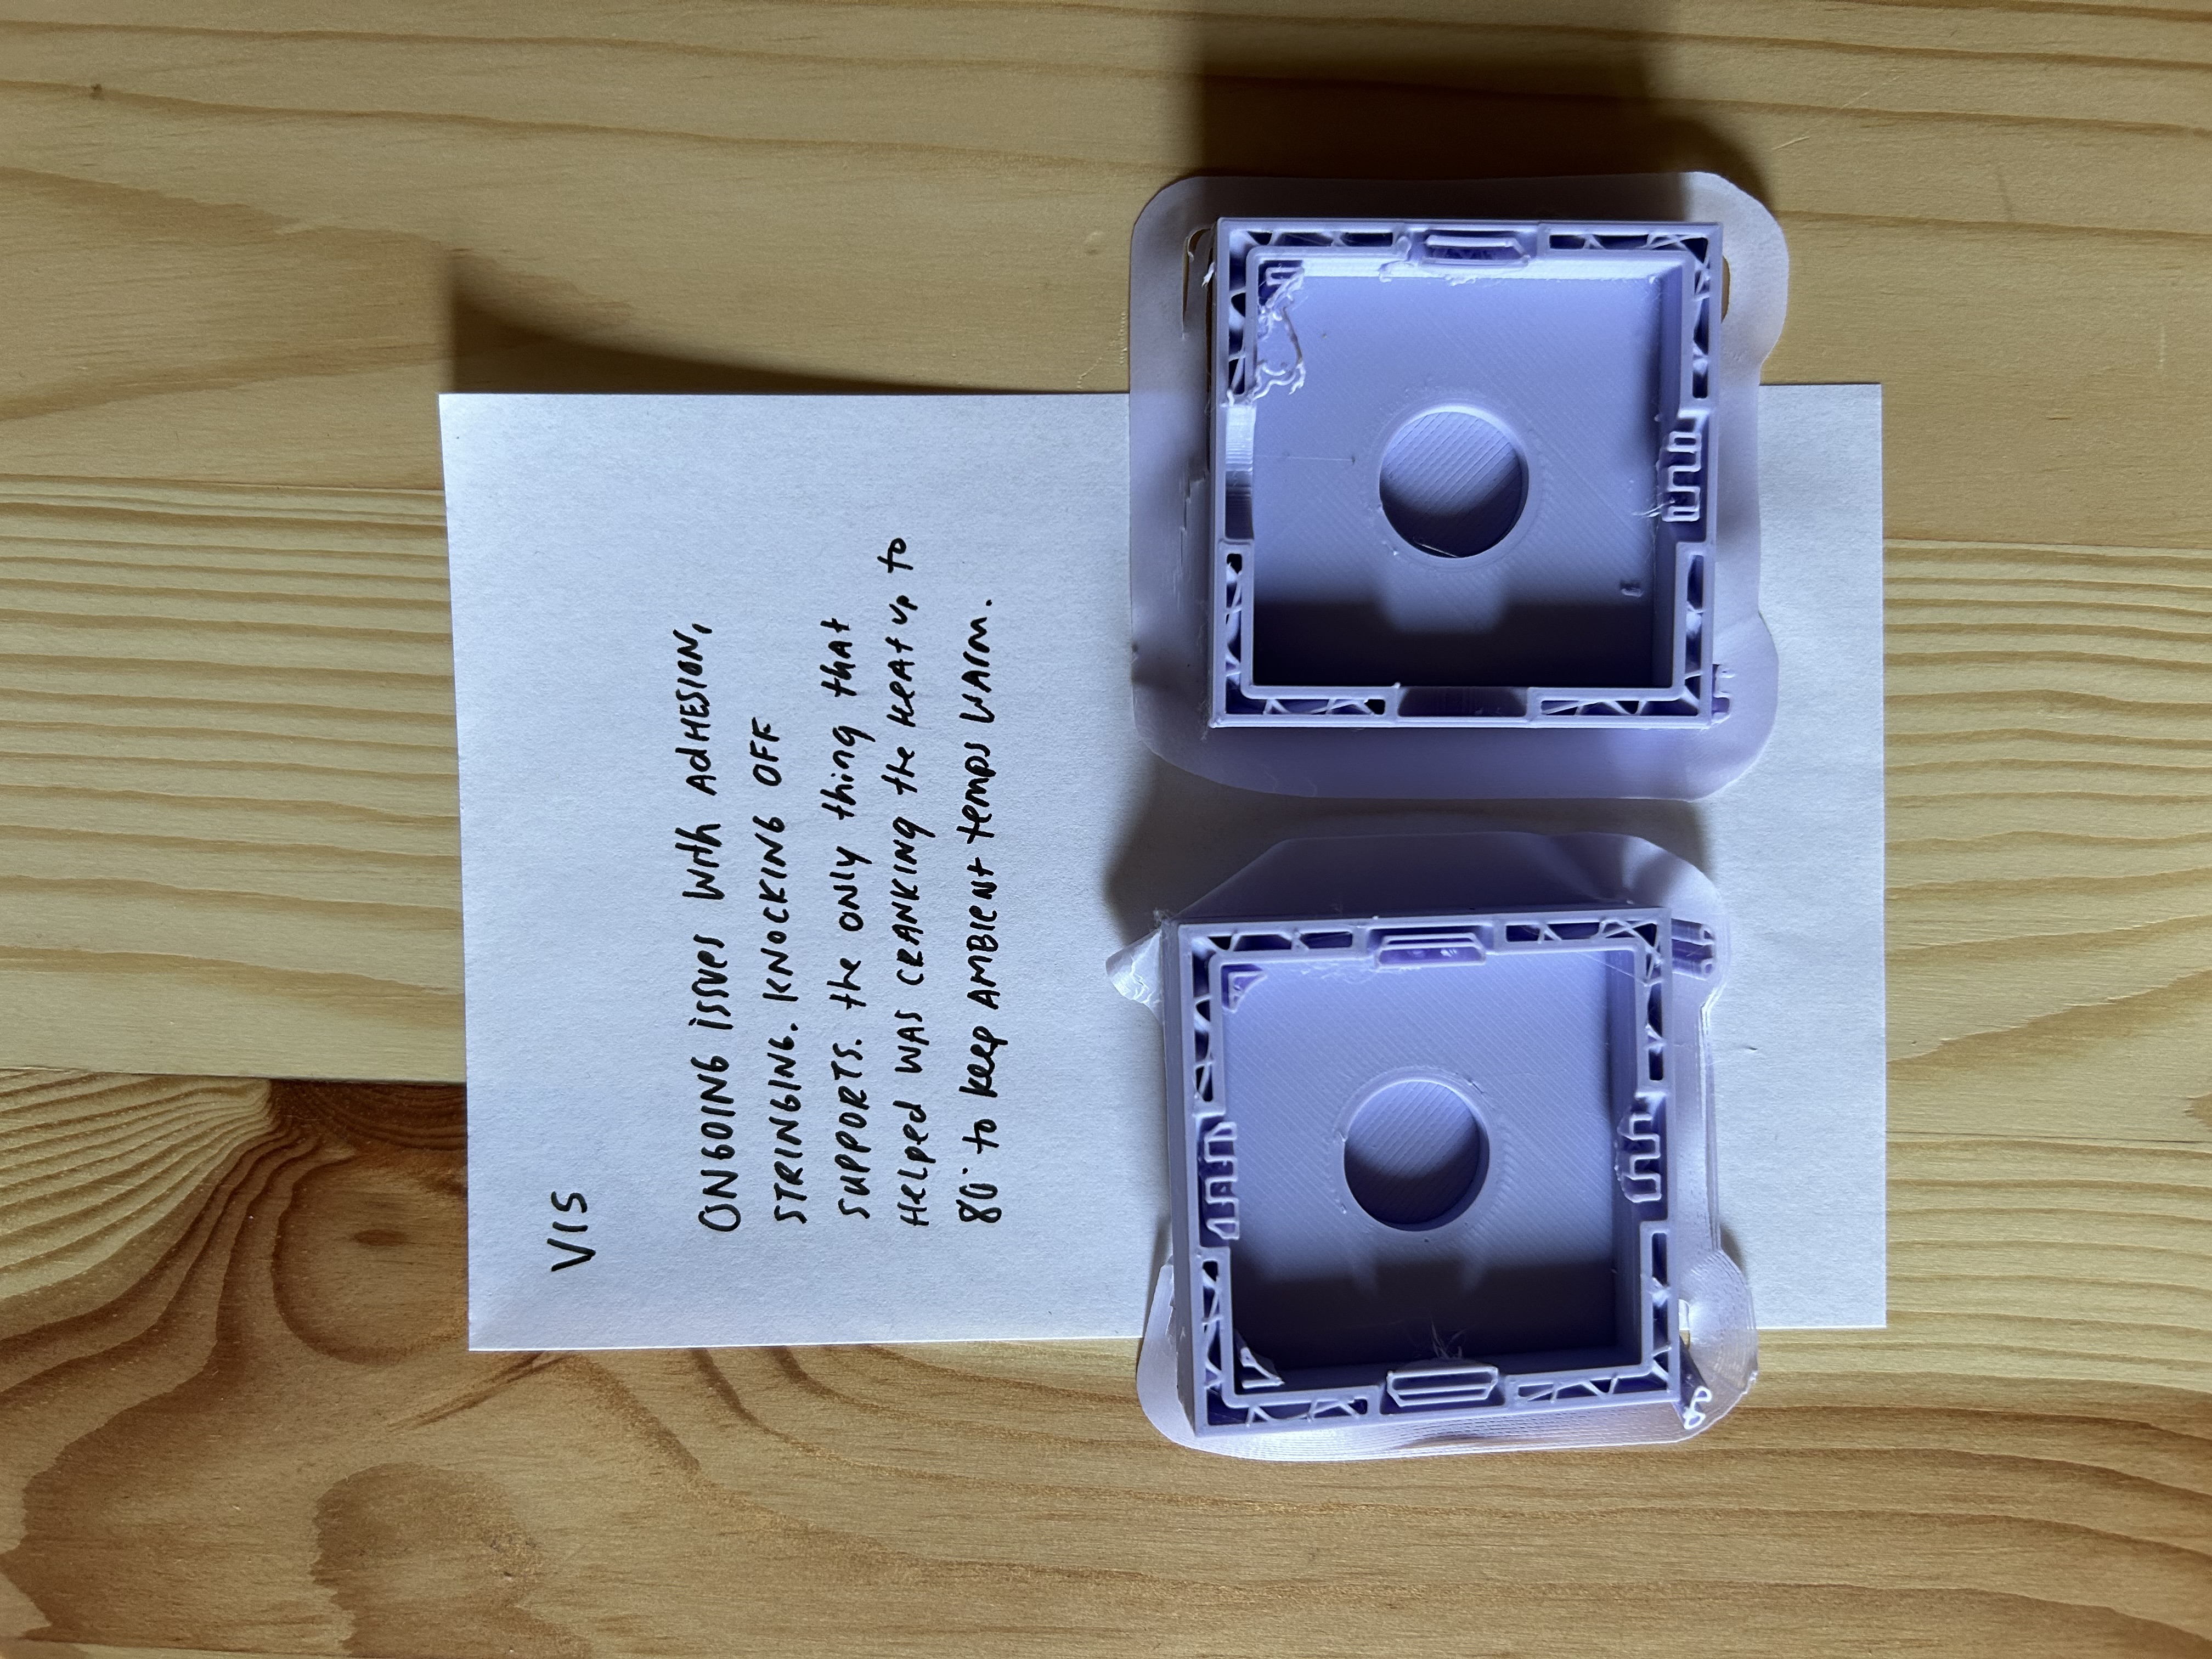 V15
ONGOING issues with AdHESION,
STRINGING. KNOCKING OFF
SUPPORTS. the ONLY thing that
HeLped WAS CRANKING the HeAt up to
80° to keep AMBIENT temps WARM.